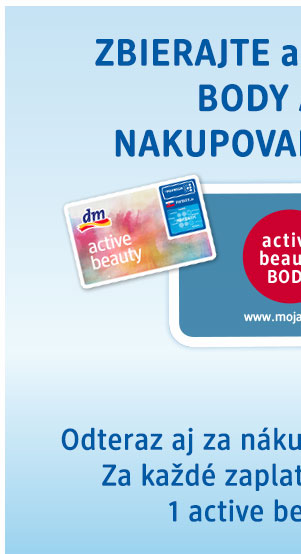 ZBIERAJTE a
BODY
NAKUPOVA
dm
active
beauty
activ
beau
BOD
www.moja
Odteraz aj za náku
Za každé zaplat
1 active be